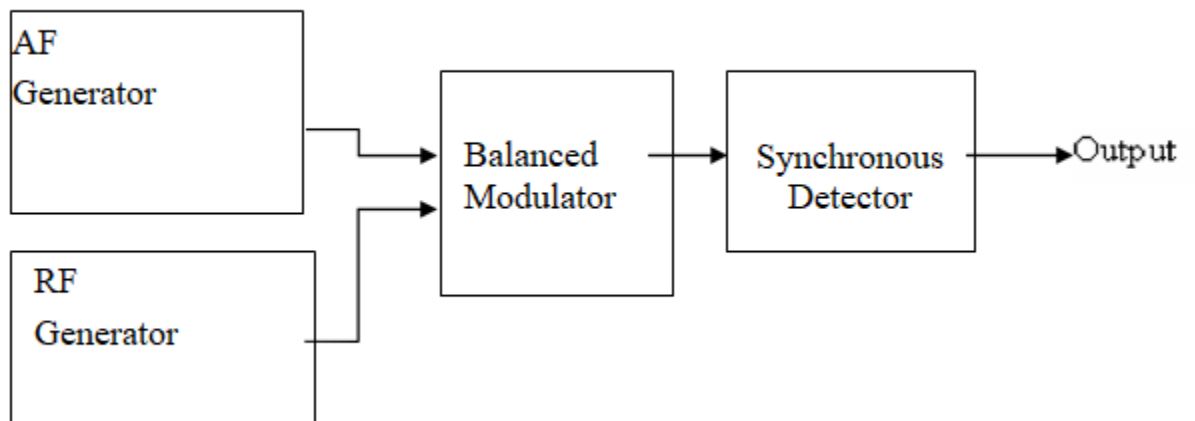 AF
Generator
Balanced
Modulator
Synchronous
Detector
Output
RF
Generator